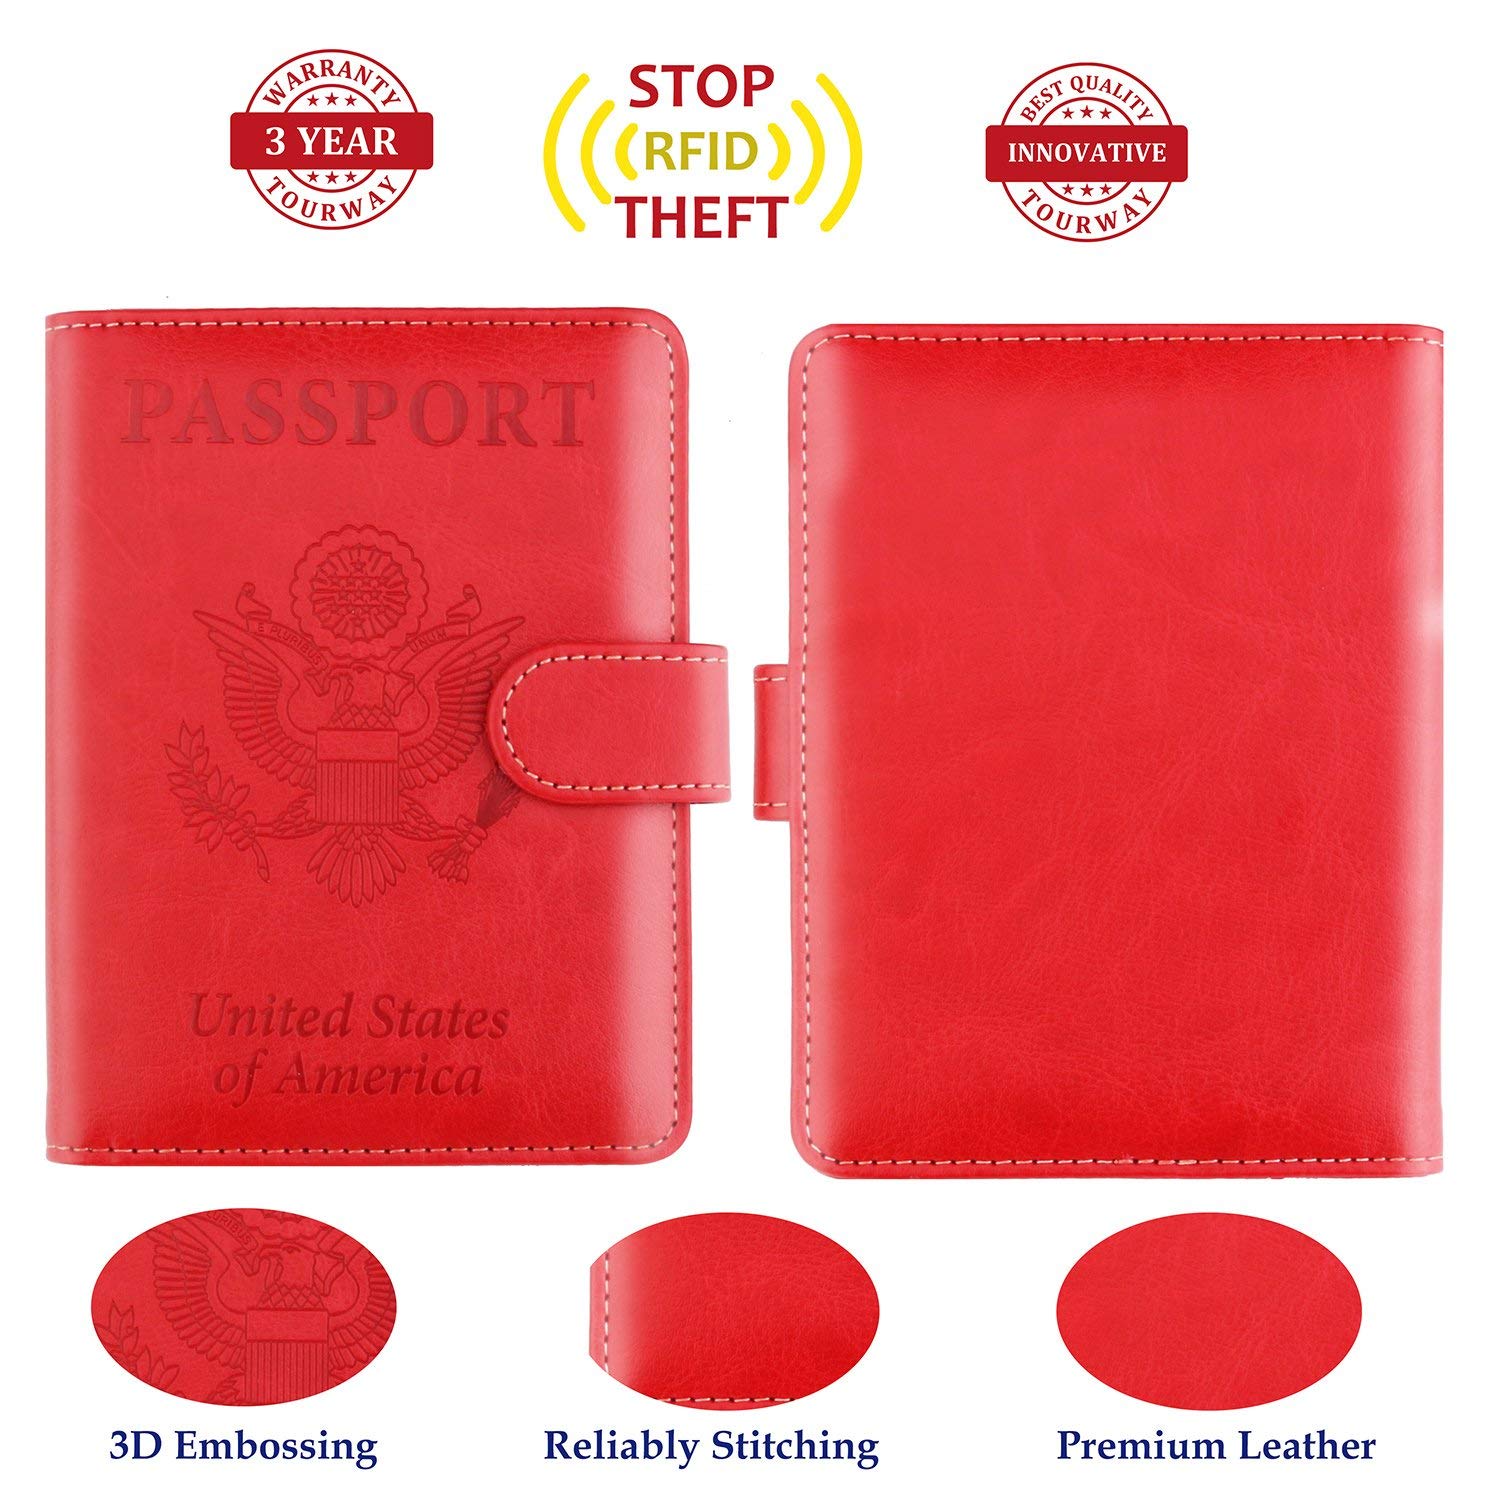 WARRANTY
3 YEAR
TOURWAY
STOP
RFID
THEFT
BEST QUALITY
INNOVATIVE
TOURWAY
PASSPORT
E PLURIBUS UNUM
United States
of America
PLURIBUS
3D Embossing
Reliably Stitching
Premium Leather